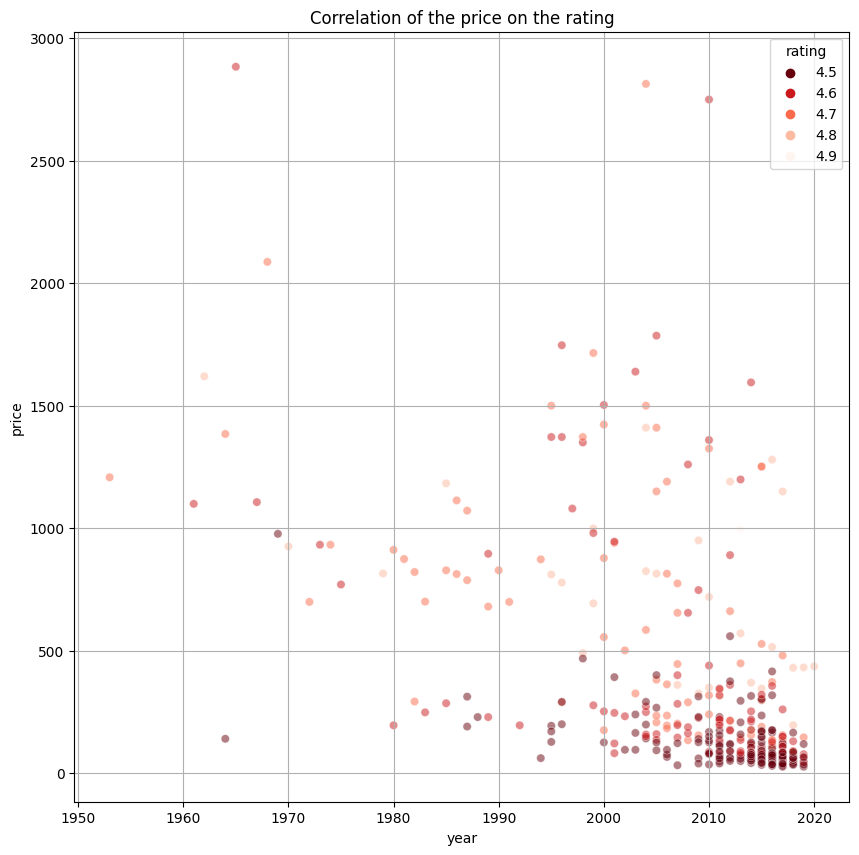 Correlation of the price on the rating
3000
2500
2000
1500
1000
500
0
price
rating
4.5
4.6
4.7
4.8
4.9
1950 1960 1970 1980 1990 2000 2010 2020
year